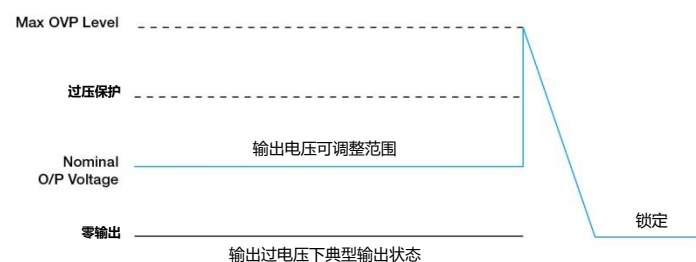 Max OVP Level
过压保护
输出电压可调整范围
Nominal
O/P Voltage
锁定
零输出
输出过电压下典型输出状态